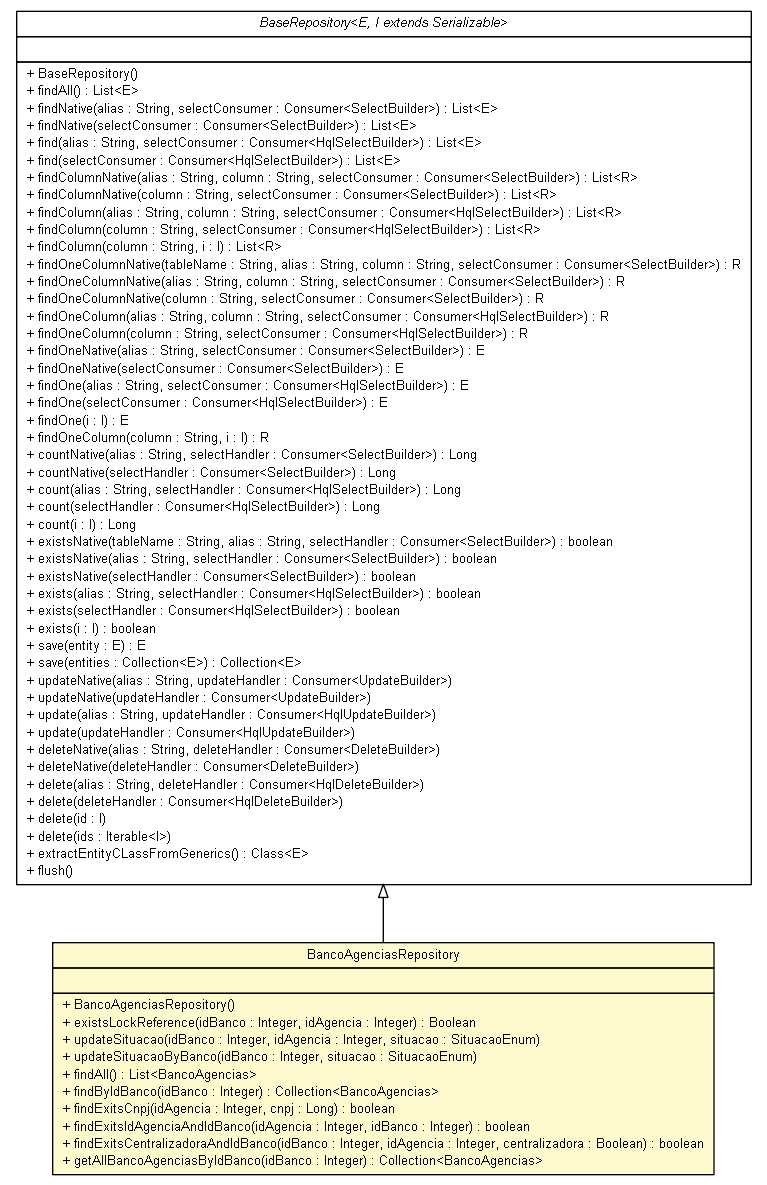 BaseRepository<E, I extends Serializable>
+ BaseRepository()
+ findAll() : List<E>
+ findNative(alias : String, selectConsumer : Consumer<SelectBuilder>) : List<E>
+ findNative(selectConsumer : Consumer<SelectBuilder>) : List<E>
+ find(alias : String, selectConsumer : Consumer<HqlSelectBuilder>) : List<E>
+ find(selectConsumer : Consumer<HqlSelectBuilder>) : List<E>
+ findColumnNative(alias : String, column : String, selectConsumer : Consumer<SelectBuilder>) : List<R>
+ findColumnNative(column : String, selectConsumer : Consumer<SelectBuilder>) : List<R>
+ findColumn(alias : String, column : String, selectConsumer : Consumer<HqlSelectBuilder>) : List<R>
+ findColumn(column : String, selectConsumer : Consumer<HqlSelectBuilder>) : List<R>
+ findColumn(column : String, i : I) : List<R>
+ findOneColumnNative(tableName : String, alias : String, column : String, selectConsumer : Consumer<SelectBuilder>) : R
+ findOneColumnNative(alias : String, column : String, selectConsumer : Consumer<SelectBuilder>) : R
+ findOneColumnNative(column : String, selectConsumer : Consumer<SelectBuilder>) : R
+ findOneColumn(alias : String, column : String, selectConsumer : Consumer<HqlSelectBuilder>) : R
+ findOneColumn(column : String, selectConsumer : Consumer<HqlSelectBuilder>) : R
+ findOneNative(alias : String, selectConsumer : Consumer<SelectBuilder>) : E
+ findOneNative(selectConsumer : Consumer<SelectBuilder>) : E
+ findOne(alias : String, selectConsumer : Consumer<HqlSelectBuilder>) : E
+ findOne(selectConsumer : Consumer<HqlSelectBuilder>) : E
+ findOne(i : I) : E
+ findOneColumn(column : String, i : I) : R
+ countNative(alias : String, selectHandler : Consumer<SelectBuilder>) : Long
+ countNative(selectHandler : Consumer<SelectBuilder>) : Long
+ count(alias : String, selectHandler : Consumer<HqlSelectBuilder>) : Long
+ count(selectHandler : Consumer<HqlSelectBuilder>) : Long
+ count(i : I) : Long
+ existsNative(tableName : String, alias : String, selectHandler : Consumer<SelectBuilder>) : boolean
+ existsNative(alias : String, selectHandler : Consumer<SelectBuilder>) : boolean
+ existsNative(selectHandler : Consumer<SelectBuilder>) : boolean
+ exists(alias : String, selectHandler : Consumer<HqlSelectBuilder>) : boolean
+ exists(selectHandler : Consumer<HqlSelectBuilder>) : boolean
+ exists(i : I) : boolean
+ save(entity : E) : E
+ save(entities : Collection<E>) : Collection<E>
+ updateNative(alias : String, updateHandler : Consumer<UpdateBuilder>)
+ updateNative(updateHandler : Consumer<UpdateBuilder>)
+ update(alias : String, updateHandler : Consumer<HqlUpdateBuilder>)
+ update(updateHandler : Consumer<HqlUpdateBuilder>)
+ deleteNative(alias : String, deleteHandler : Consumer<DeleteBuilder>)
+ deleteNative(deleteHandler : Consumer<DeleteBuilder>)
+ delete(alias : String, deleteHandler : Consumer<HqlDeleteBuilder>)
+ delete(deleteHandler : Consumer<HqlDeleteBuilder>)
+ delete(id : I)
+ delete(ids : Iterable<I>)
+ extractEntityCLassFromGenerics() : Class<E>
+ flush()
BancoAgenciasRepository
+ BancoAgenciasRepository()
+ existsLockReference(idBanco : Integer, idAgencia : Integer) : Boolean
+ updateSituacao(idBanco : Integer, idAgencia : Integer, situacao : SituacaoEnum)
+ updateSituacaoByBanco(idBanco : Integer, situacao : SituacaoEnum)
+ findAll() : List<BancoAgencias>
+ findByIdBanco(idBanco : Integer) : Collection<BancoAgencias>
+ findExitsCnpj(idAgencia : Integer, cnpj : Long) : boolean
+ findExitsIdAgenciaAndIdBanco(idAgencia : Integer, idBanco : Integer) : boolean
+ findExitsCentralizadoraAndIdBanco(idBanco : Integer, idAgencia : Integer, centralizadora : Boolean) : boolean
+ getAllBancoAgenciasByIdBanco(idBanco : Integer) : Collection<BancoAgencias>